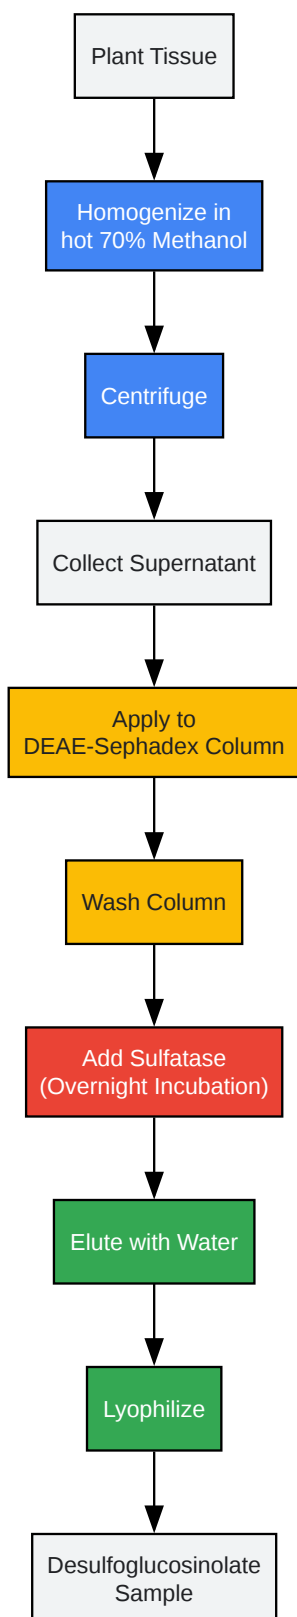 Plant Tissue
Homogenize in
hot 70% Methanol
Centrifuge
Collect Supernatant
Apply to
DEAE-Sephadex Column
Wash Column
Add Sulfatase
(Overnight Incubation)
Elute with Water
Lyophilize
Desulfoglucosinolate
Sample